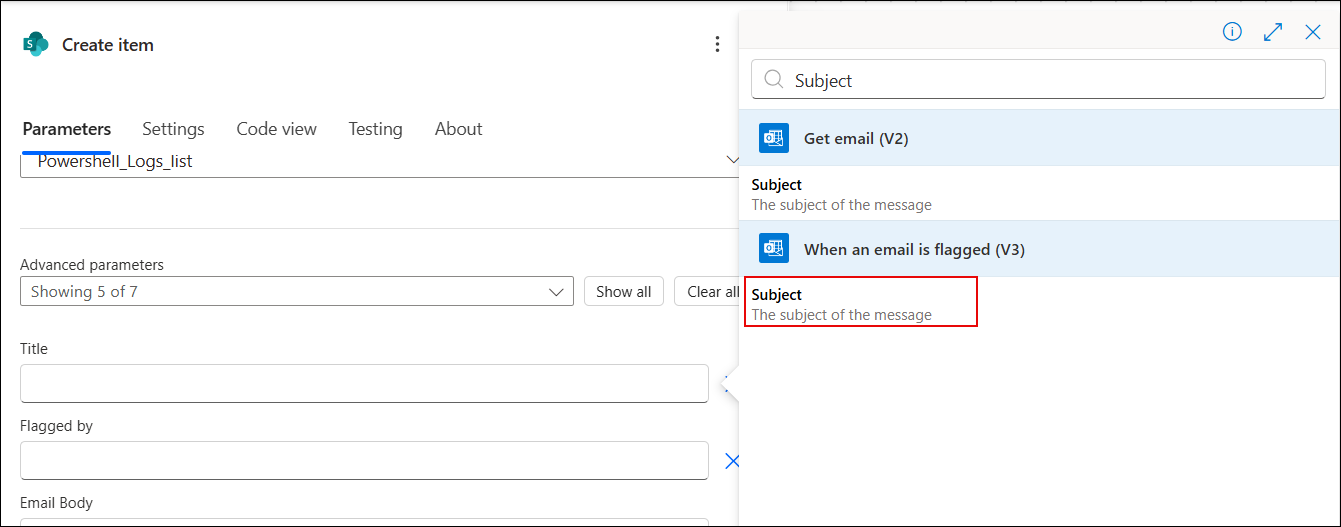 Create item
Parameters Settings Code view Testing About
Powershell_Logs_list
Advanced parameters
Showing 5 of 7 Show all Clear all
Title
Flagged by
Email Body
Subject
Get email (V2)
Subject
The subject of the message
When an email is flagged (V3)
Subject
The subject of the message